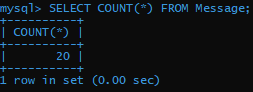 mysql> SELECT COUNT(*) FROM Message;
+----------+
| COUNT(*) |
+----------+
|       20 |
+----------+
1 row in set (0.00 sec)